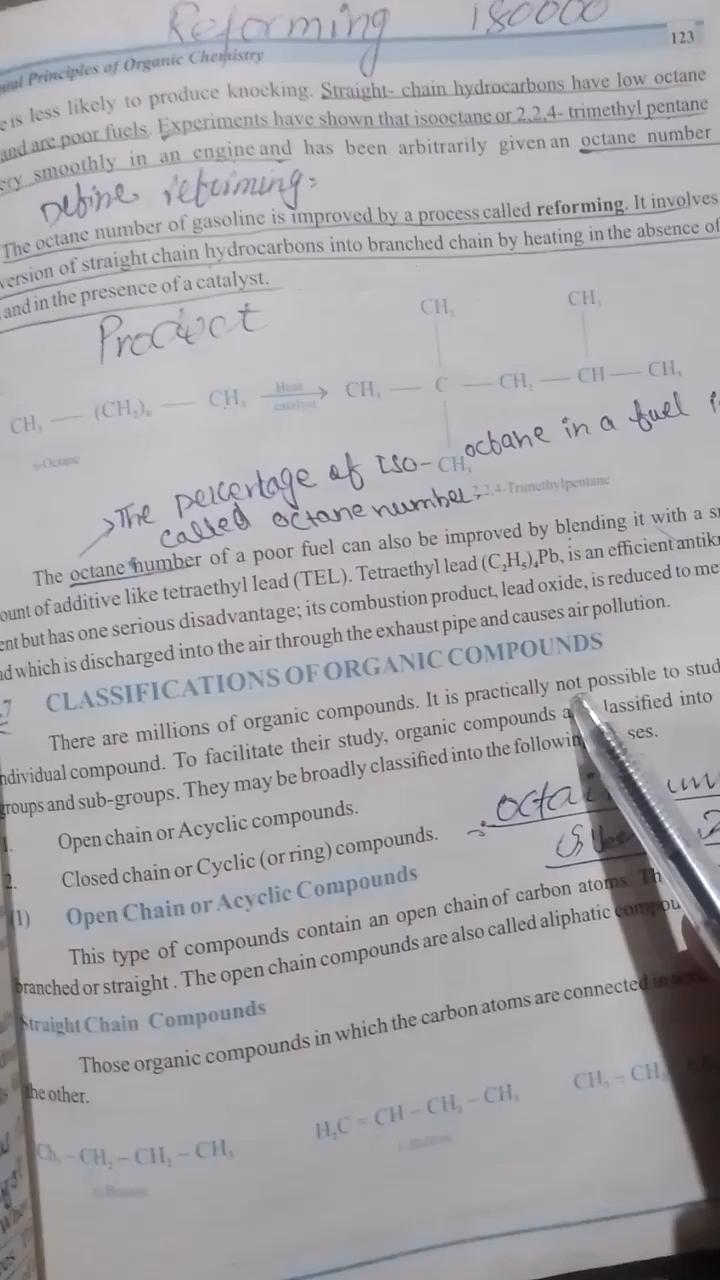 Reforming 180000
Principles of Organic Chemistry 123
is less likely to produce knocking. Straight- chain hydrocarbons have low octane
and are poor fuels. Experiments have shown that isooctane or 2,2,4- trimethyl pentane
smoothly in an engine and has been arbitrarily given an octane number
Define reforming:
The octane number of gasoline is improved by a process called reforming. It involves
version of straight chain hydrocarbons into branched chain by heating in the absence of
and in the presence of a catalyst.
Product
CH₃ CH₃
CH₃ — (CH₂)₆ — CH₃ Heat catalyst → CH₃ — C — CH₂ — CH — CH₃
n-Octane
CH₃
2,2,4-Trimethylpentane
→ The percentage of iso- octane in a fuel
called octane number
The octane number of a poor fuel can also be improved by blending it with a
ount of additive like tetraethyl lead (TEL). Tetraethyl lead (C₂H₅)₄Pb, is an efficient
ent but has one serious disadvantage; its combustion product, lead oxide, is reduced to
which is discharged into the air through the exhaust pipe and causes air pollution.
.7 CLASSIFICATIONS OF ORGANIC COMPOUNDS
There are millions of organic compounds. It is practically not possible to
individual compound. To facilitate their study, organic compounds lassified into
groups and sub-groups. They may be broadly classified into the followin ses.
1. Open chain or Acyclic compounds.
2. Closed chain or Cyclic (or ring) compounds.
(1) Open Chain or Acyclic Compounds
This type of compounds contain an open chain of carbon atoms.
branched or straight . The open chain compounds are also called aliphatic
Straight Chain Compounds
Those organic compounds in which the carbon atoms are connected in
the other.
Ch₃ - CH₂ - CH₂ - CH₃ H₂C = CH - CH₂ - CH₃